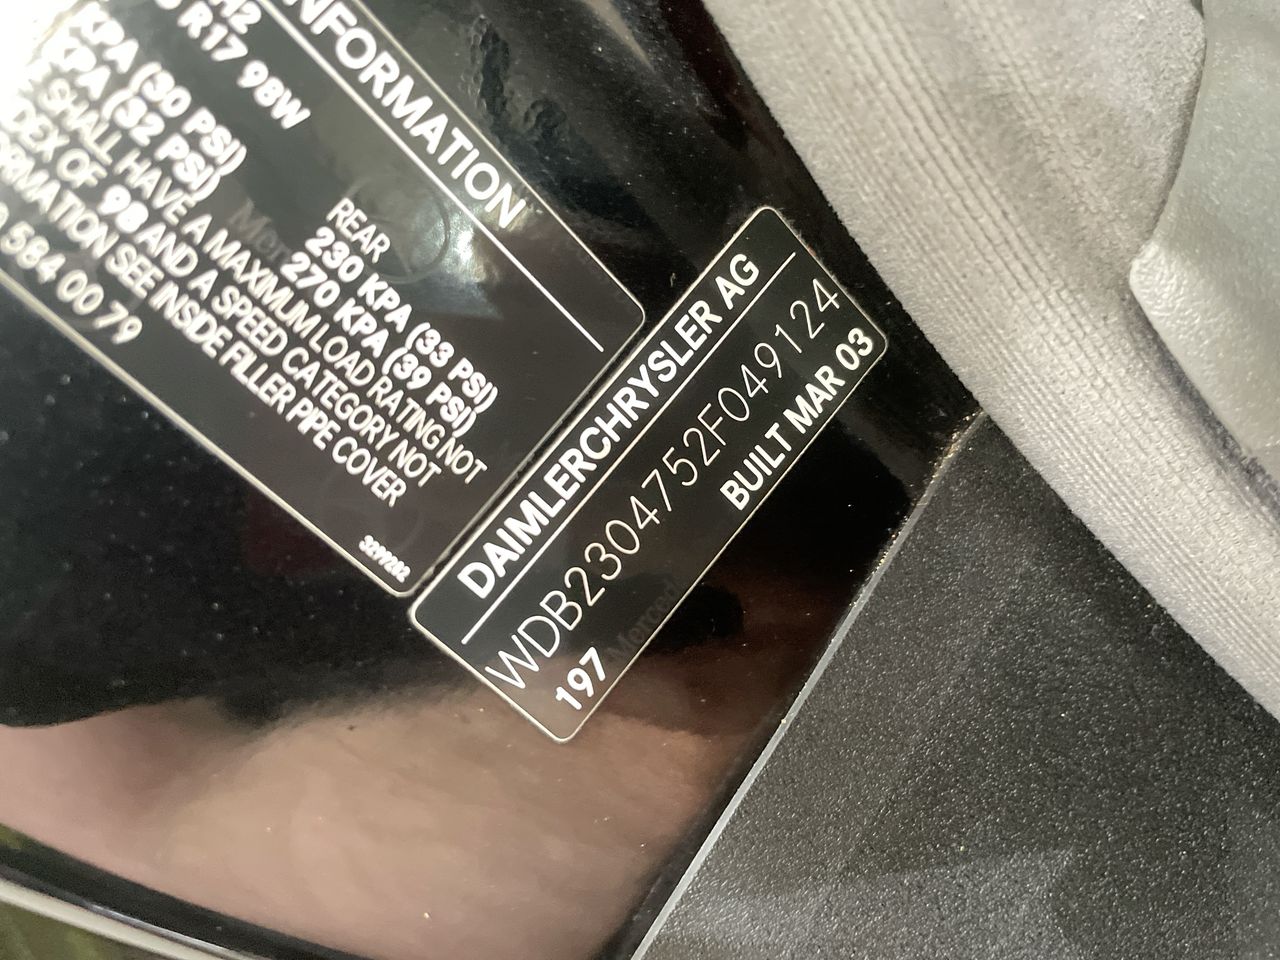 INFORMATION
R17 98W
REAR
KPA (30 PSI) 230 KPA (33 PSI)
KPA (32 PSI) 270 KPA (39 PSI)
SHALL HAVE A MAXIMUM LOAD RATING NOT
DEX OF 98 AND A SPEED CATEGORY NOT
RMATION SEE INSIDE FILLER PIPE COVER
584 00 79
3299282
DAIMLERCHRYSLER AG
WDB2304752F049124
197 BUILT MAR 03